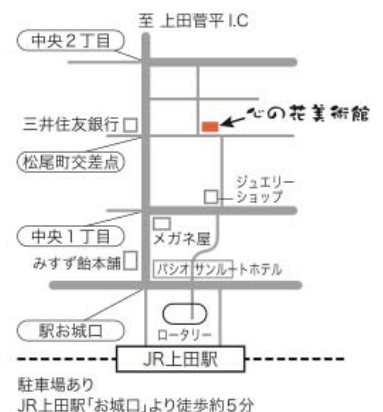 至 上田菅平 I.C
中央2丁目
心の花美術館
三井住友銀行
松尾町交差点
ジュエリー
ショップ
中央1丁目
メガネ屋
みすず飴本舗
パシオ サンルートホテル
駅お城口
ロータリー
JR上田駅
駐車場あり
JR上田駅「お城口」より徒歩約5分